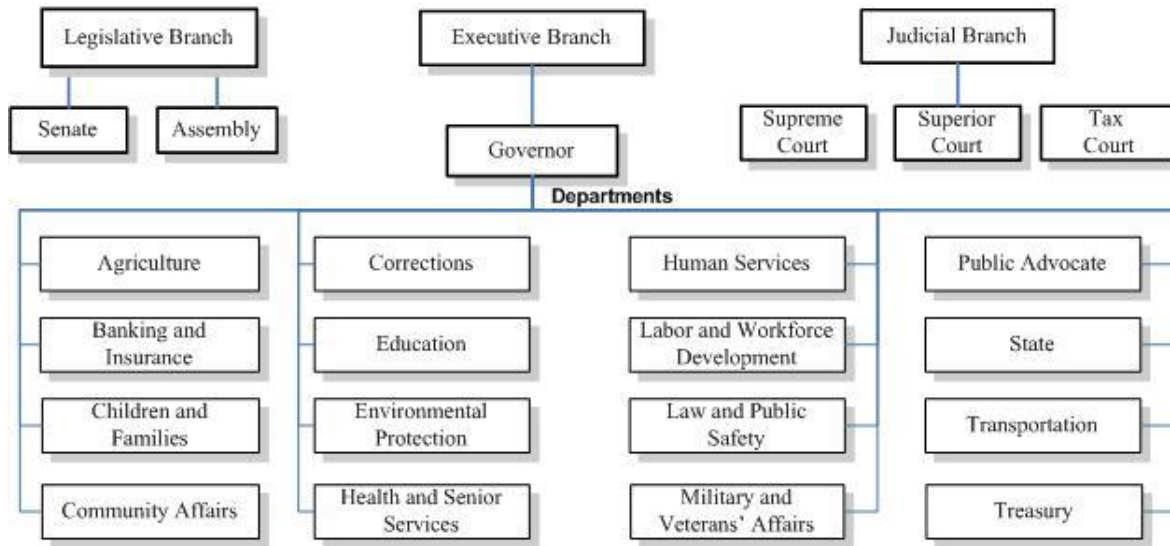 Legislative Branch
Executive Branch
Judicial Branch
Senate
Assembly
Governor
Supreme
Court
Superior
Court
Tax
Court
Departments
Agriculture
Corrections
Human Services
Public Advocate
Banking and
Insurance
Education
Labor and Workforce
Development
State
Children and
Families
Environmental
Protection
Law and Public
Safety
Transportation
Community Affairs
Health and Senior
Services
Military and
Veterans’ Affairs
Treasury